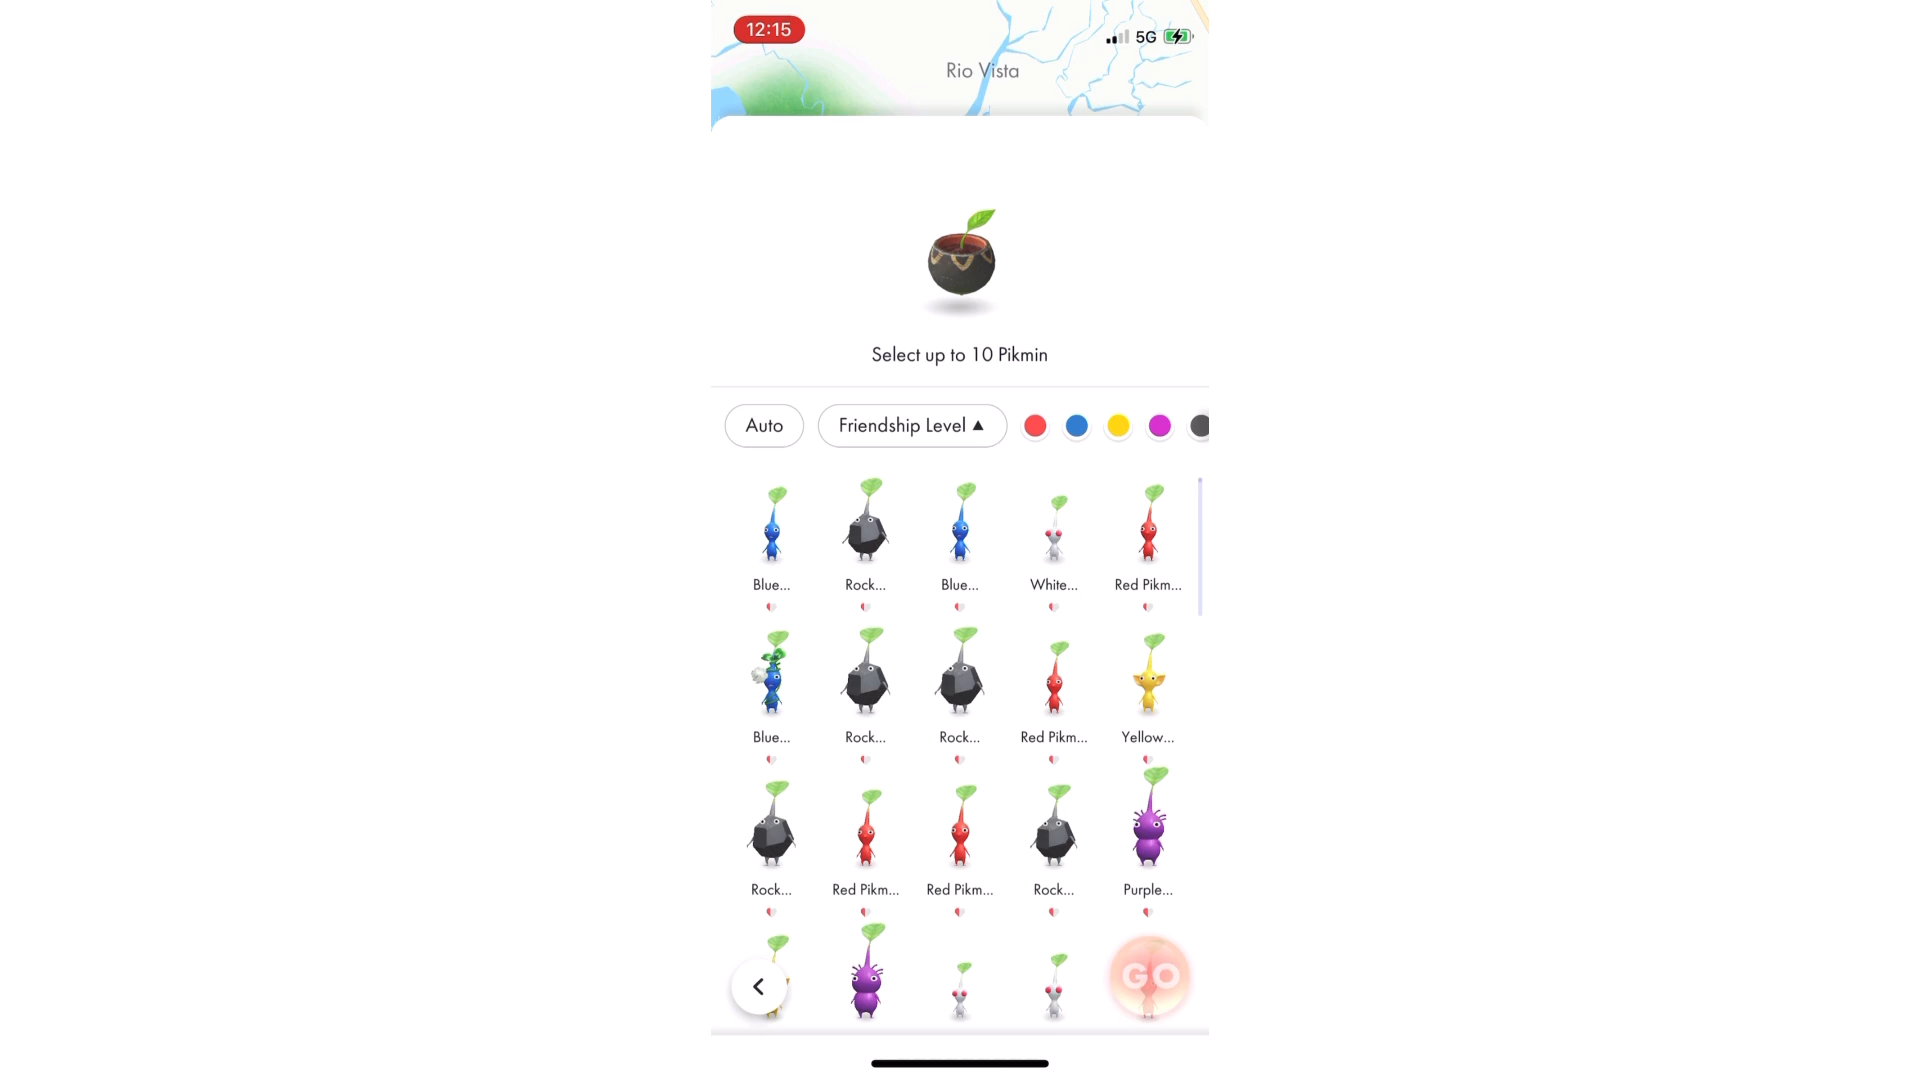 12:15
5G
Rio Vista
Select up to 10 Pikmin
Auto
Friendship Level ▲
Blue... Rock... Blue... White... Red Pikm...
Blue... Rock... Rock... Red Pikm... Yellow...
Rock... Red Pikm... Red Pikm... Rock... Purple...
GO